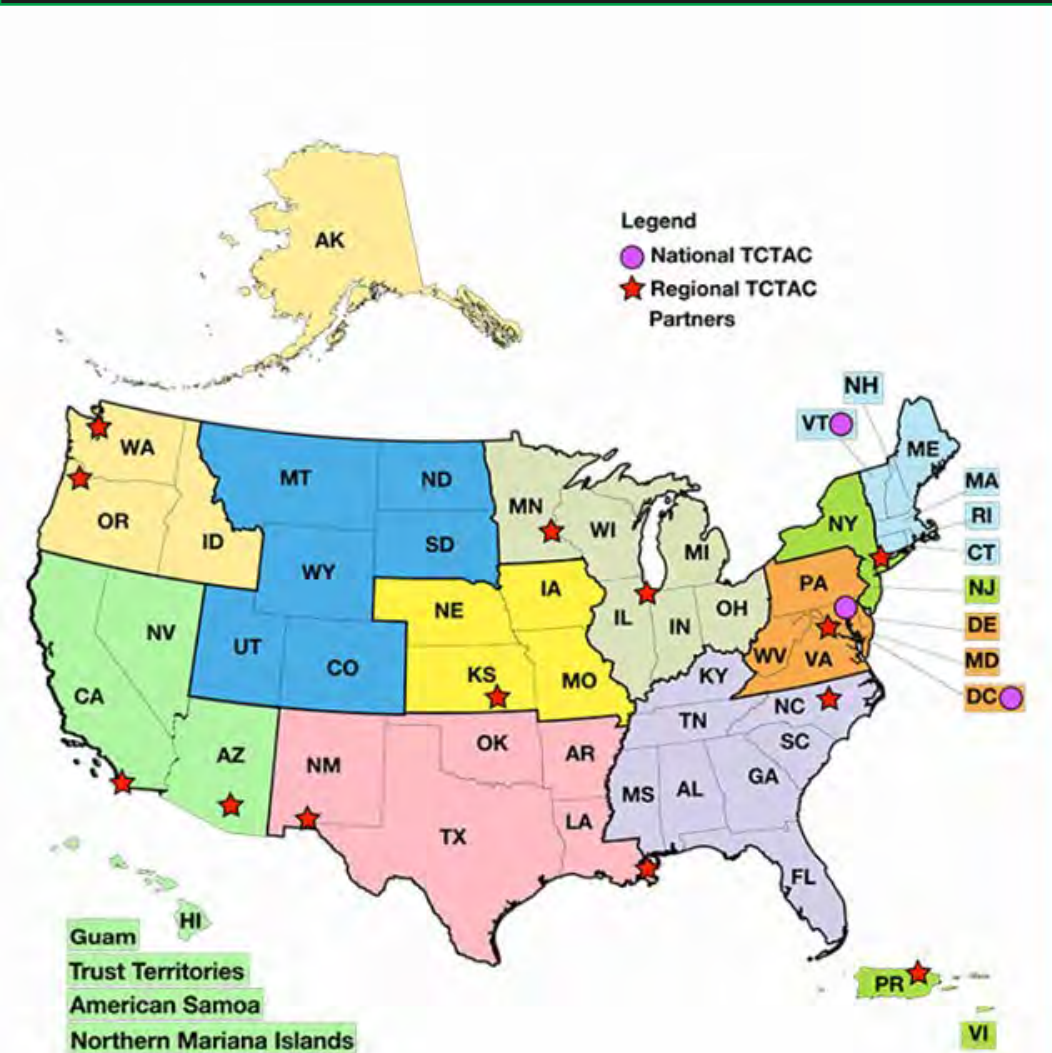 AK
Legend
National TCTAC
Regional TCTAC
Partners
NH
VT
ME
WA
MT
ND
MN
MA
OR
ID
SD
WI
MI
NY
RI
CT
WY
IA
PA
NJ
NE
IL
IN
OH
DE
NV
UT
CO
KS
MO
WV
VA
MD
CA
KY
DC
NC
TN
AZ
NM
OK
AR
SC
MS
AL
GA
TX
LA
FL
HI
Guam
Trust Territories
American Samoa
Northern Mariana Islands
PR
VI